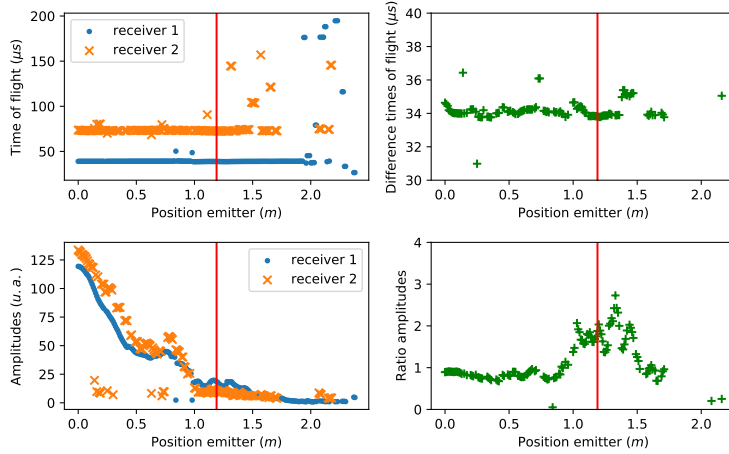 200
150
100
50
Time of flight (μs)
receiver 1
receiver 2
0.0 0.5 1.0 1.5 2.0
Position emitter (m)
40
38
36
34
32
30
Difference times of flight (μs)
0.0 0.5 1.0 1.5 2.0
Position emitter (m)
125
100
75
50
25
0
Amplitudes (u. a.)
receiver 1
receiver 2
0.0 0.5 1.0 1.5 2.0
Position emitter (m)
4
3
2
1
0
Ratio amplitudes
0.0 0.5 1.0 1.5 2.0
Position emitter (m)